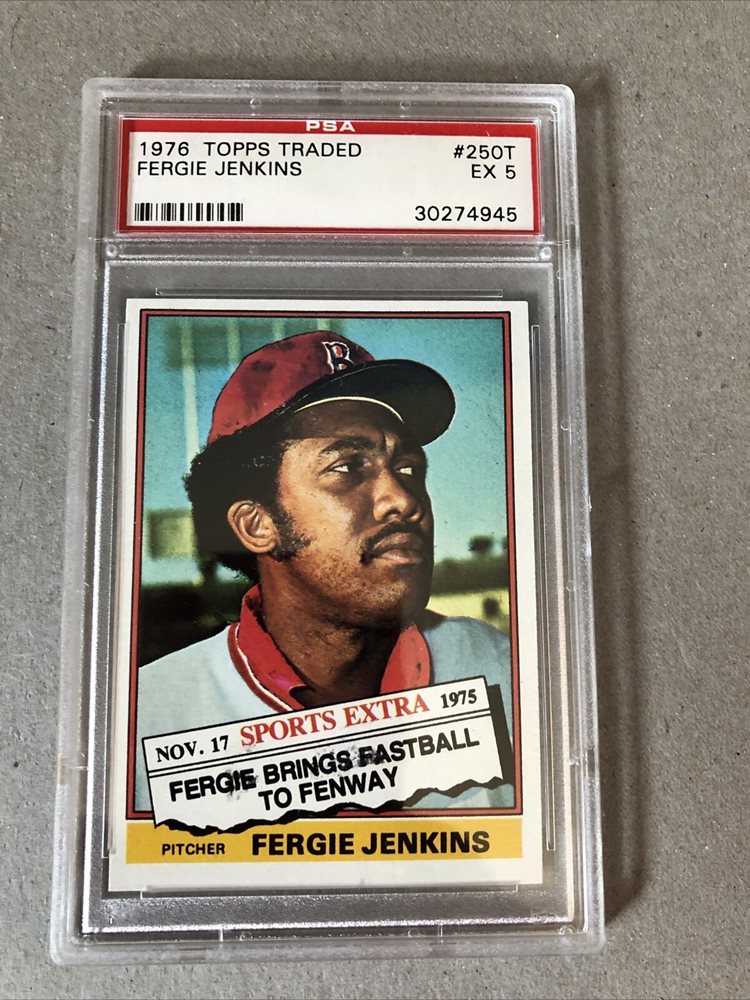 PSA
1976 TOPPS TRADED #250T
FERGIE JENKINS EX 5
30274945
B
NOV. 17 SPORTS EXTRA 1975
FERGIE BRINGS FASTBALL
TO FENWAY
PITCHER FERGIE JENKINS